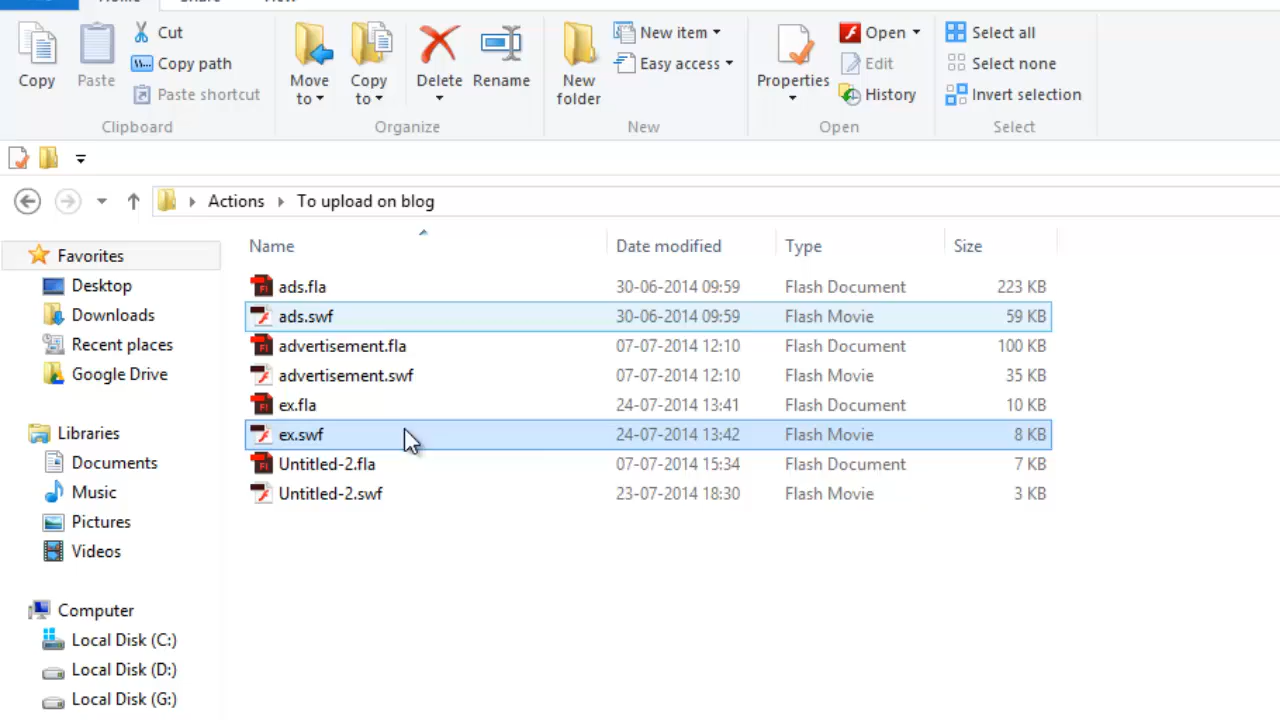 Home
Share
View
Copy
Paste
Cut
Copy path
Paste shortcut
Clipboard
Move
to
Copy
to
Delete
Rename
Organize
New
folder
New item
Easy access
New
Properties
Open
Edit
History
Open
Select all
Select none
Invert selection
Select
Actions
To upload on blog
Name Date modified Type Size
ads.fla 30-06-2014 09:59 Flash Document 223 KB
ads.swf 30-06-2014 09:59 Flash Movie 59 KB
advertisement.fla 07-07-2014 12:10 Flash Document 100 KB
advertisement.swf 07-07-2014 12:10 Flash Movie 35 KB
ex.fla 24-07-2014 13:41 Flash Document 10 KB
ex.swf 24-07-2014 13:42 Flash Movie 8 KB
Untitled-2.fla 07-07-2014 15:34 Flash Document 7 KB
Untitled-2.swf 23-07-2014 18:30 Flash Movie 3 KB
Favorites
Desktop
Downloads
Recent places
Google Drive
Libraries
Documents
Music
Pictures
Videos
Computer
Local Disk (C:)
Local Disk (D:)
Local Disk (G:)